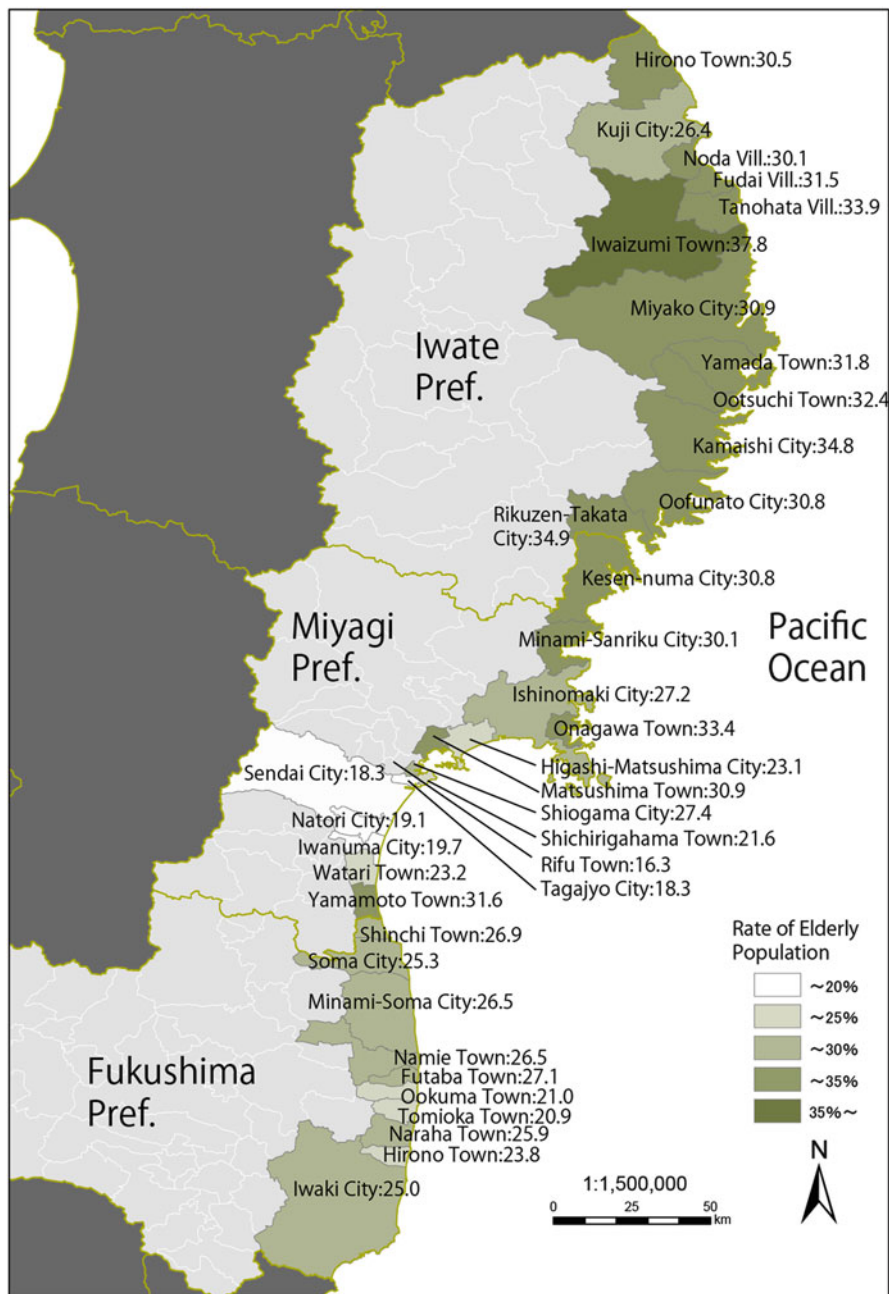 Hirono Town:30.5
Kuji City:26.4
Noda Vill.:30.1
Fudai Vill.:31.5
Tanohata Vill.:33.9
Iwaizumi Town:37.8
Miyako City:30.9
Iwate
Pref.
Yamada Town:31.8
Ootsuchi Town:32.4
Kamaishi City:34.8
Oofunato City:30.8
Rikuzen-Takata
City:34.9
Kesen-numa City:30.8
Miyagi
Pref.
Minami-Sanriku City:30.1
Pacific
Ocean
Ishinomaki City:27.2
Onagawa Town:33.4
Higashi-Matsushima City:23.1
Matsushima Town:30.9
Shiogama City:27.4
Shichirigahama Town:21.6
Rifu Town:16.3
Tagajyo City:18.3
Sendai City:18.3
Natori City:19.1
Iwanuma City:19.7
Watari Town:23.2
Yamamoto Town:31.6
Shinchi Town:26.9
Soma City:25.3
Minami-Soma City:26.5
Namie Town:26.5
Futaba Town:27.1
Ookuma Town:21.0
Tomioka Town:20.9
Naraha Town:25.9
Hirono Town:23.8
Iwaki City:25.0
Fukushima
Pref.
Rate of Elderly
Population
～20%
～25%
～30%
～35%
35%～
N
1:1,500,000
0 25 50
km